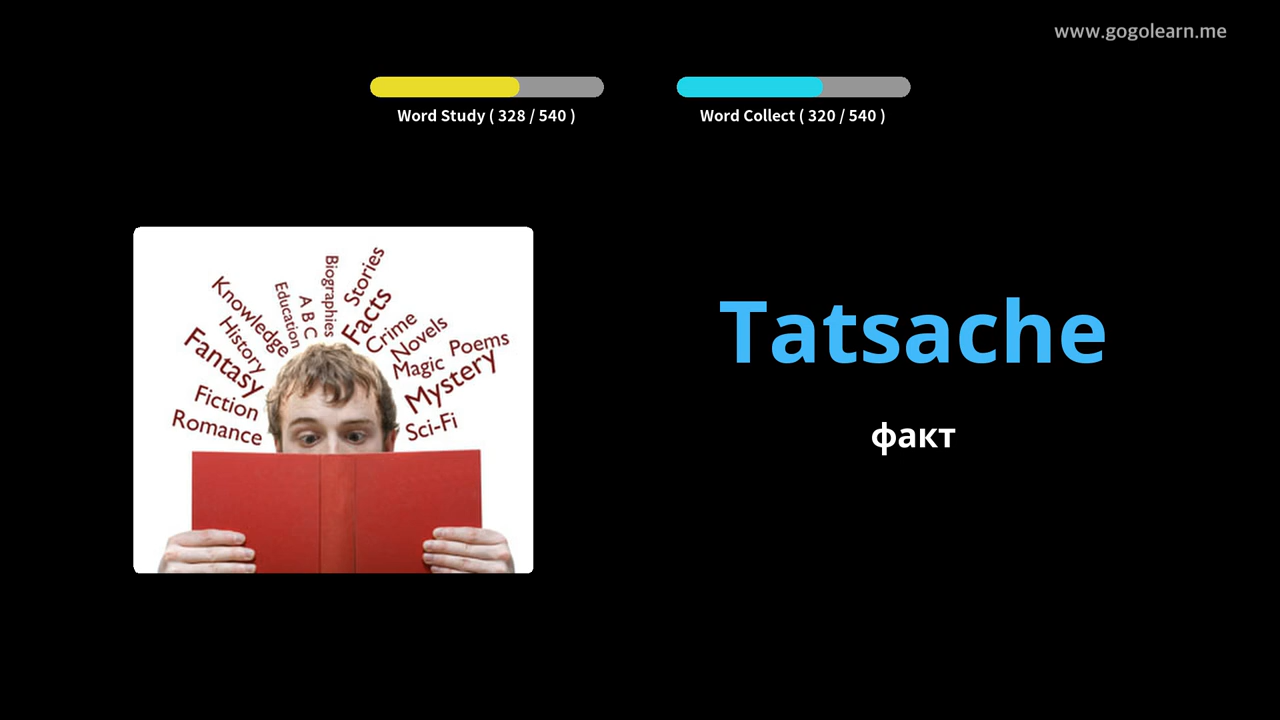 www.gogolearn.me
Word Study ( 328 / 540 )
Word Collect ( 320 / 540 )
Biographies
Stories
Facts
A B C
Education
Knowledge
History
Fantasy
Fiction
Romance
Crime
Novels
Poems
Magic
Mystery
Sci-Fi
Tatsache
факт